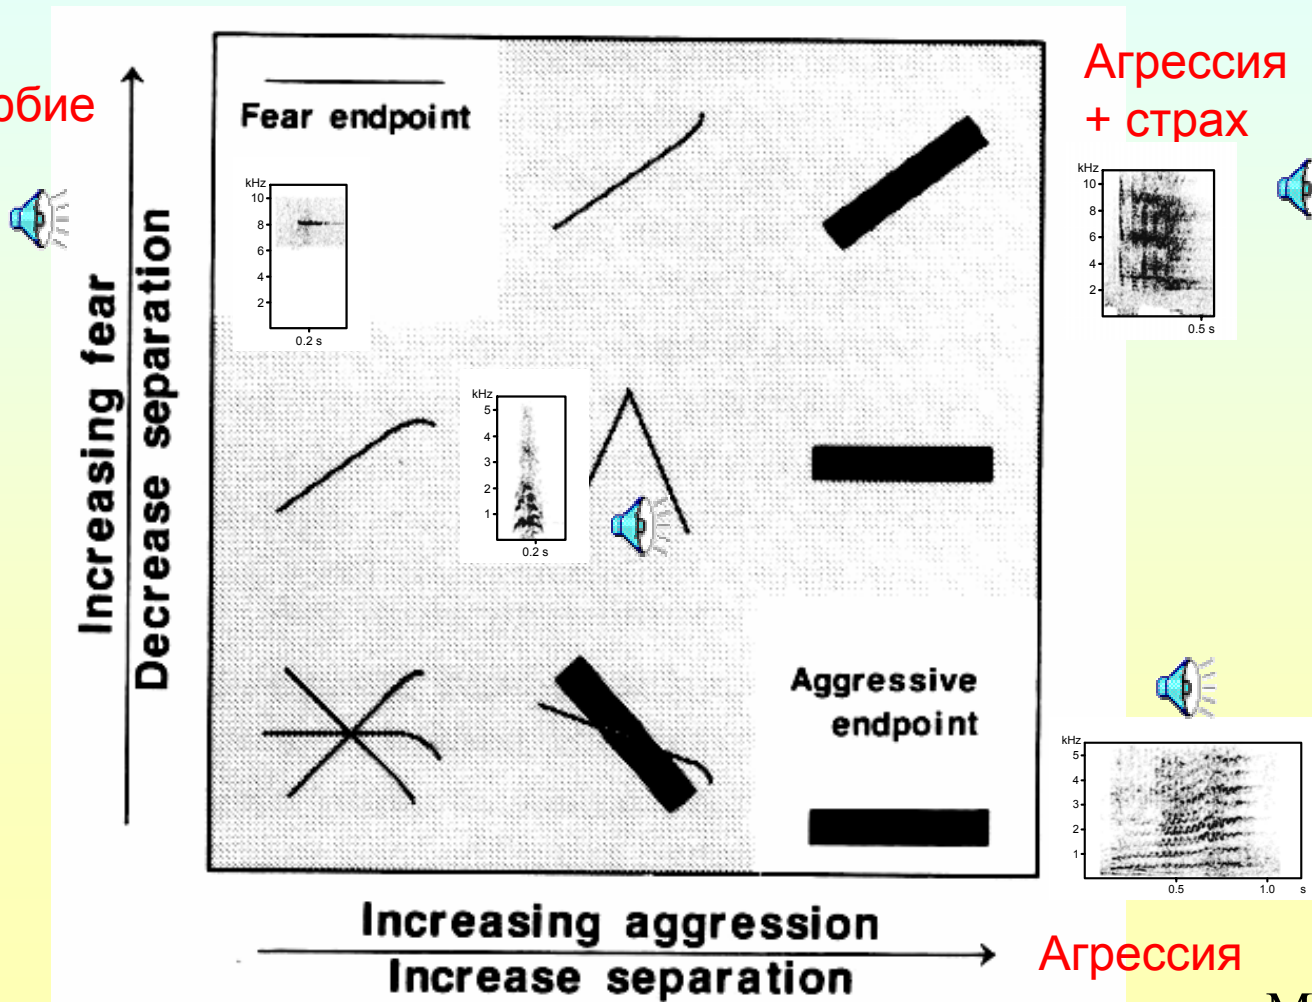 обие
Агрессия
+ страх
Fear endpoint
kHz
10
8
6
4
2
0.2 s
kHz
10
8
6
4
2
0.5 s
Increasing fear
Decrease separation
kHz
5
4
3
2
1
0.2 s
Aggressive
endpoint
kHz
5
4
3
2
1
0.5
1.0
s
Increasing aggression
Increase separation
Агрессия